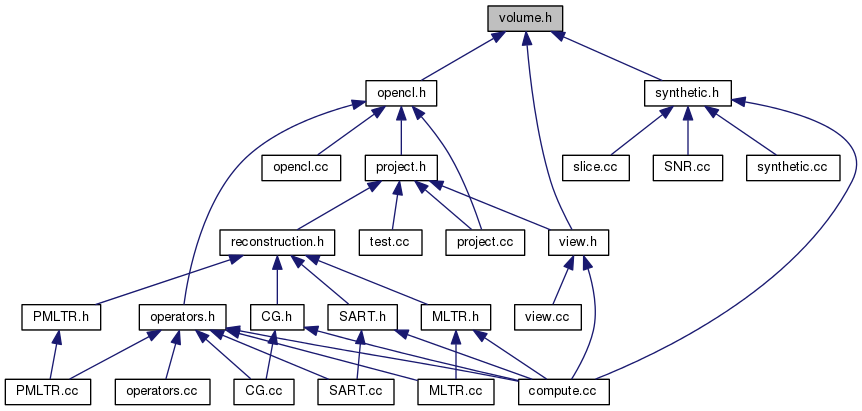 volume.h
opencl.h
synthetic.h
opencl.cc
project.h
slice.cc
SNR.cc
synthetic.cc
reconstruction.h
test.cc
project.cc
view.h
PMLTR.h
operators.h
CG.h
SART.h
MLTR.h
view.cc
PMLTR.cc
operators.cc
CG.cc
SART.cc
MLTR.cc
compute.cc